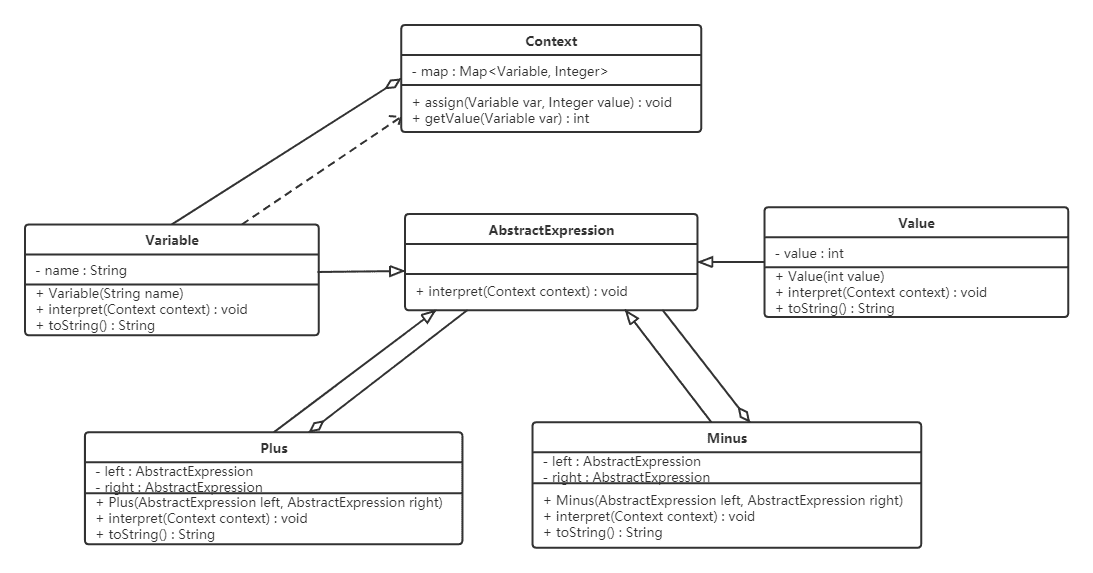 Context
- map : Map<Variable, Integer>
+ assign(Variable var, Integer value) : void
+ getValue(Variable var) : int
Variable
- name : String
+ Variable(String name)
+ interpret(Context context) : void
+ toString() : String
AbstractExpression
+ interpret(Context context) : void
Value
- value : int
+ Value(int value)
+ interpret(Context context) : void
+ toString() : String
Plus
- left : AbstractExpression
- right : AbstractExpression
+ Plus(AbstractExpression left, AbstractExpression right)
+ interpret(Context context) : void
+ toString() : String
Minus
- left : AbstractExpression
- right : AbstractExpression
+ Minus(AbstractExpression left, AbstractExpression right)
+ interpret(Context context) : void
+ toString() : String